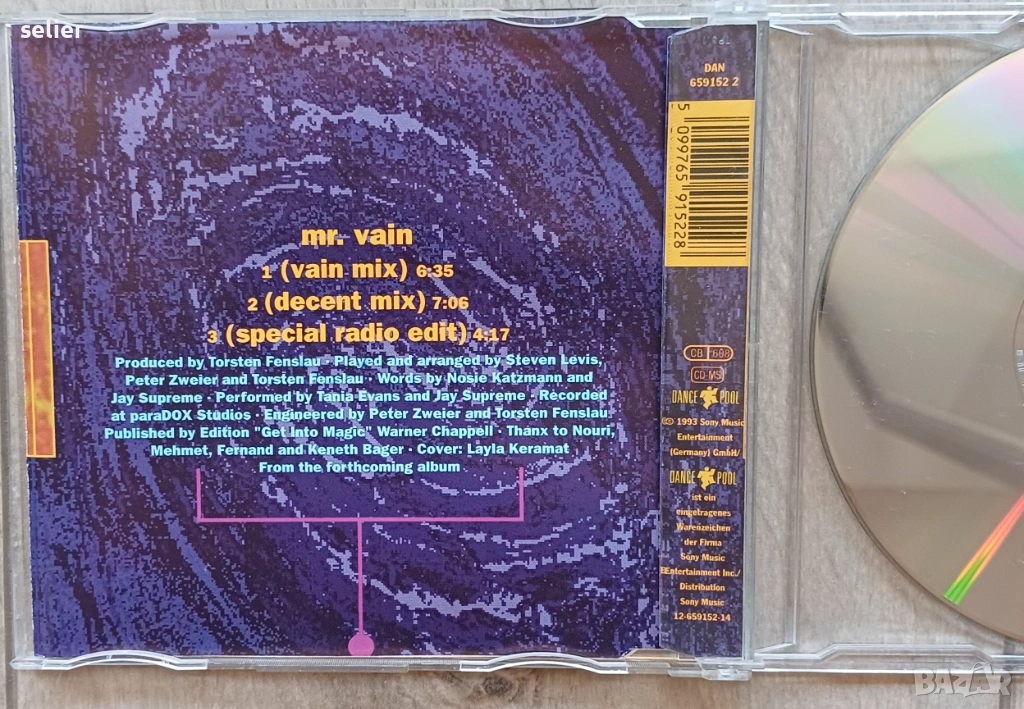 selier
mr. vain
1 (vain mix) 6:35
2 (decent mix) 7:06
3 (special radio edit) 4:17
Produced by Torsten Fenslau · Played and arranged by Steven Levis,
Peter Zweier and Torsten Fenslau · Words by Nosie Katzmann and
Jay Supreme · Performed by Tania Evans and Jay Supreme · Recorded
at paraDOX Studios · Engineered by Peter Zweier and Torsten Fenslau
Published by Edition "Get Into Magic" Warner Chappell · Thanx to Nouri,
Mehmet, Fernand and Keneth Bager · Cover: Layla Keramat
From the forthcoming album
DAN
659152 2
5 099765 915228
CB 698
CD-MS
DANCE POOL
℗© 1993 Sony Music
Entertainment
(Germany) GmbH/
DANCE POOL
ist ein
eingetragenes
Warenzeichen
der Firma
Sony Music
Entertainment Inc./
Distribution
Sony Music
12-659152-14
BAZAR